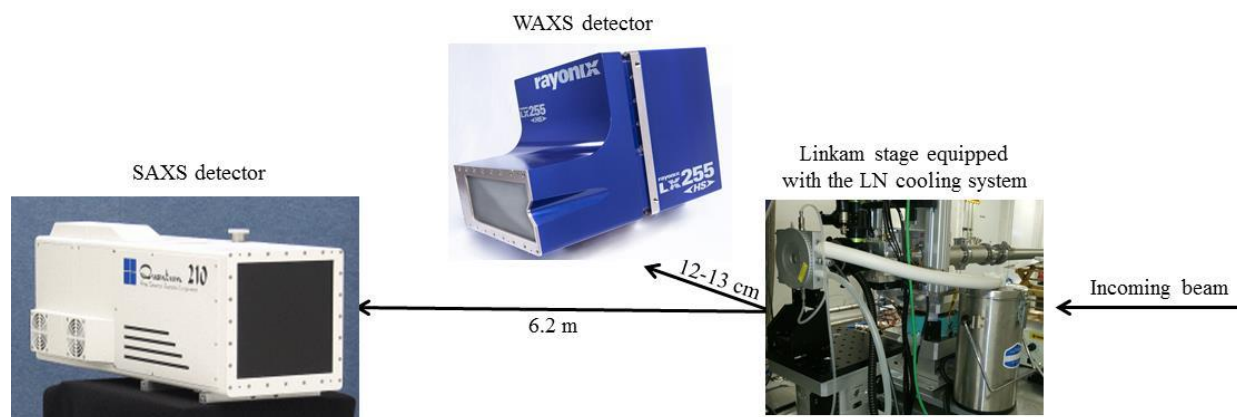 WAXS detector
rayonix
rayonix
LX255
HS
rayonix
LX255
HS
SAXS detector
Quantum 210
Linkam stage equipped
with the LN cooling system
12-13 cm
6.2 m
Incoming beam